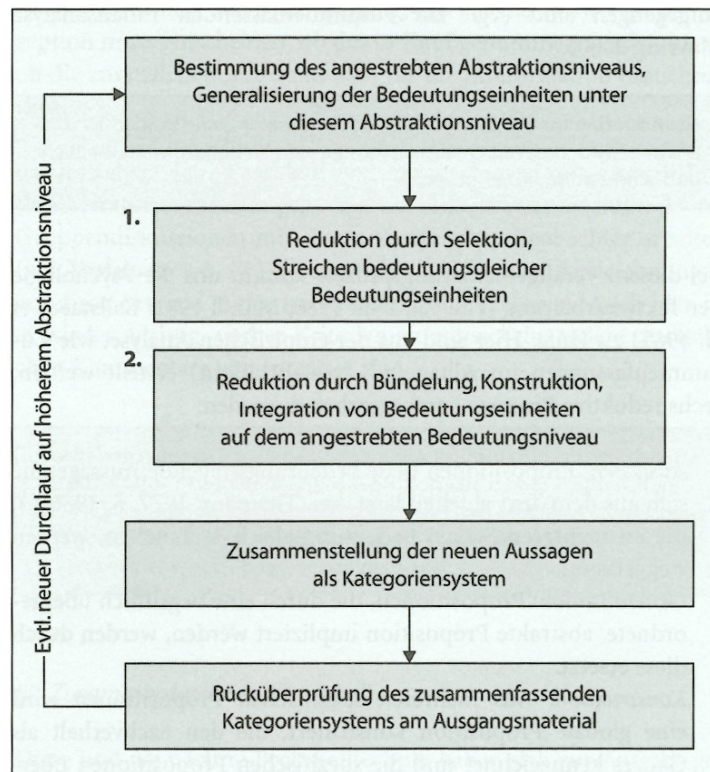 Bestimmung des angestrebten Abstraktionsniveaus,
Generalisierung der Bedeutungseinheiten unter
diesem Abstraktionsniveau
1.
Reduktion durch Selektion,
Streichen bedeutungsgleicher
Bedeutungseinheiten
2.
Reduktion durch Bündelung, Konstruktion,
Integration von Bedeutungseinheiten
auf dem angestrebten Bedeutungsniveau
Zusammenstellung der neuen Aussagen
als Kategoriensystem
Rücküberprüfung des zusammenfassenden
Kategoriensystems am Ausgangsmaterial
Evtl. neuer Durchlauf auf höherem Abstraktionsniveau